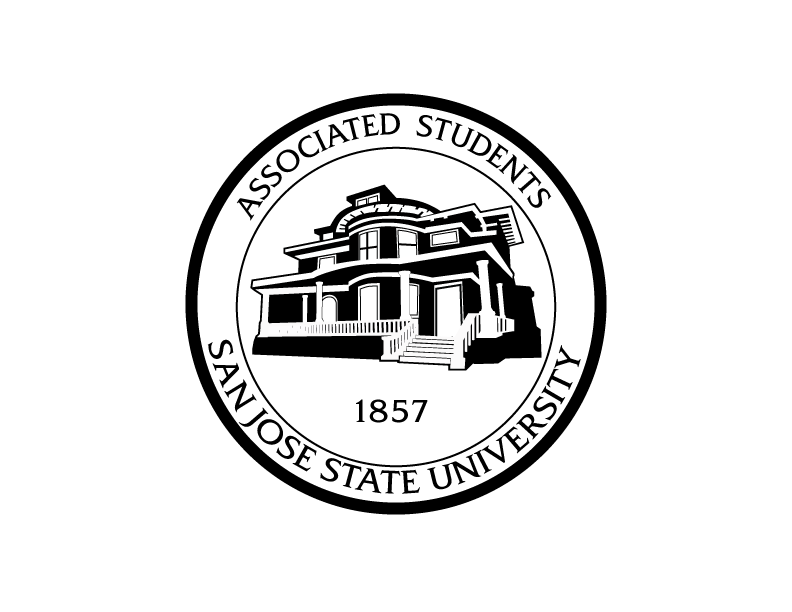 ASSOCIATED STUDENTS
1857
SAN JOSE STATE UNIVERSITY